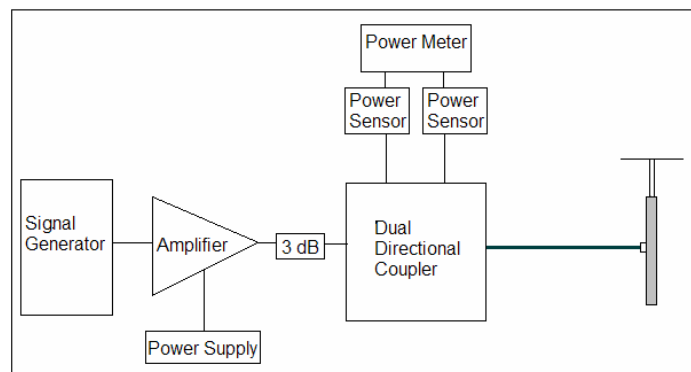 Power Meter
Power
Sensor
Power
Sensor
Signal
Generator
Amplifier
3 dB
Dual
Directional
Coupler
Power Supply